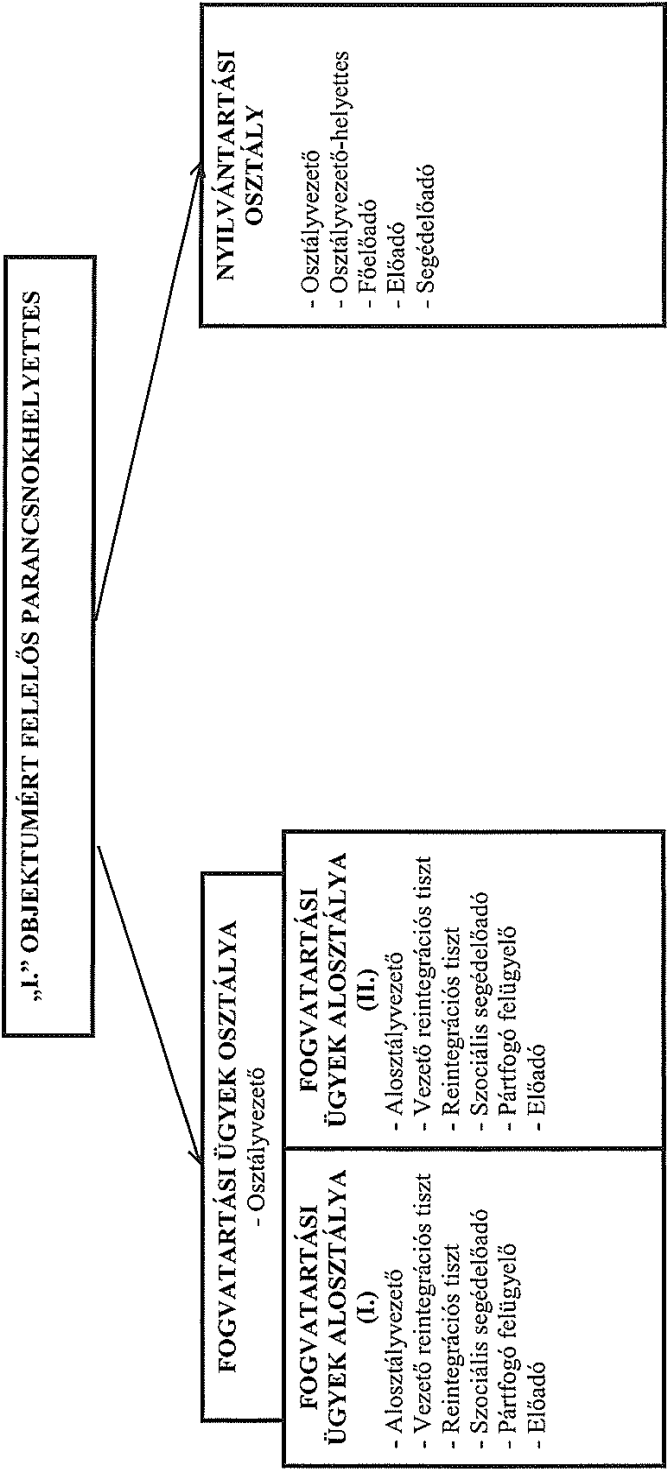 „I.” OBJEKTUMÉRT FELELŐS PARANCSNOKHELYETTES
FOGVATARTÁSI ÜGYEK OSZTÁLYA
- Osztályvezető
FOGVATARTÁSI
ÜGYEK ALOSZTÁLYA
(I.)
- Alosztályvezető
- Vezető reintegrációs tiszt
- Reintegrációs tiszt
- Szociális segédelőadó
- Pártfogó felügyelő
- Előadó
FOGVATARTÁSI
ÜGYEK ALOSZTÁLYA
(II.)
- Alosztályvezető
- Vezető reintegrációs tiszt
- Reintegrációs tiszt
- Szociális segédelőadó
- Pártfogó felügyelő
- Előadó
NYILVÁNTARTÁSI
OSZTÁLY
- Osztályvezető
- Osztályvezető-helyettes
- Főelőadó
- Előadó
- Segédelőadó